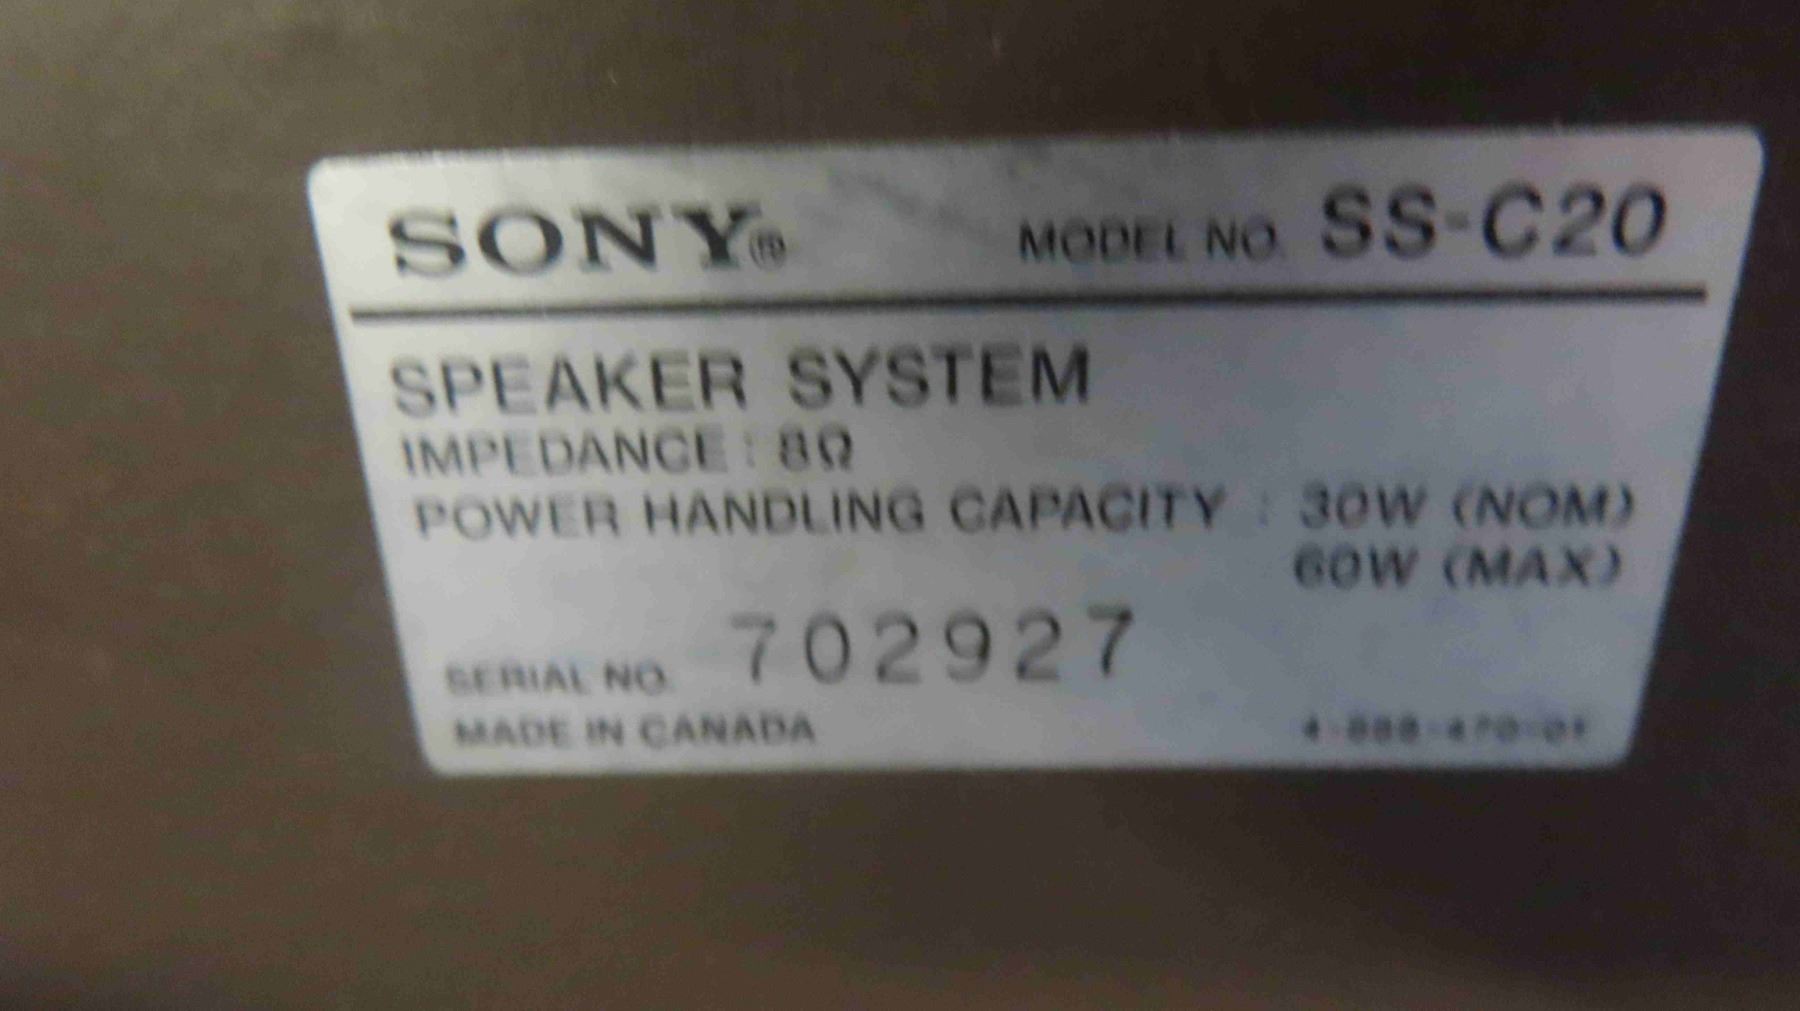 SONY® MODEL NO. SS-C20
SPEAKER SYSTEM
IMPEDANCE : 8Ω
POWER HANDLING CAPACITY : 30W (NOM)
60W (MAX)
SERIAL NO. 702927
MADE IN CANADA